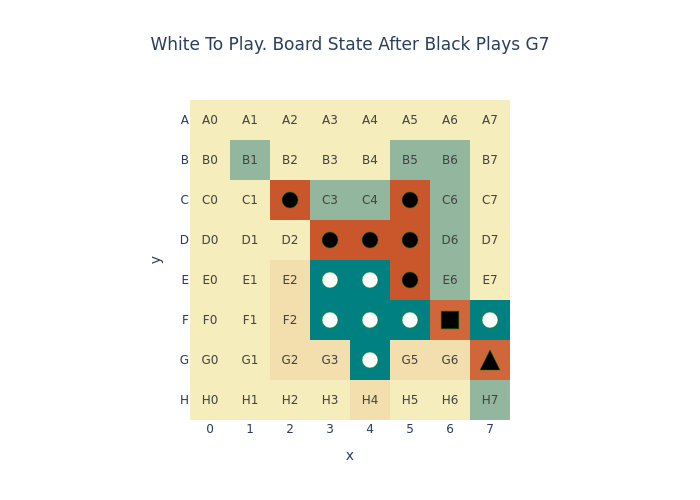 White To Play. Board State After Black Plays G7
A A0 A1 A2 A3 A4 A5 A6 A7
B B0 B1 B2 B3 B4 B5 B6 B7
C C0 C1 C3 C4 C6 C7
D D0 D1 D2 D6 D7
E E0 E1 E2 E6 E7
F F0 F1 F2
G G0 G1 G2 G3 G5 G6
H H0 H1 H2 H3 H4 H5 H6 H7
0 1 2 3 4 5 6 7
x
y